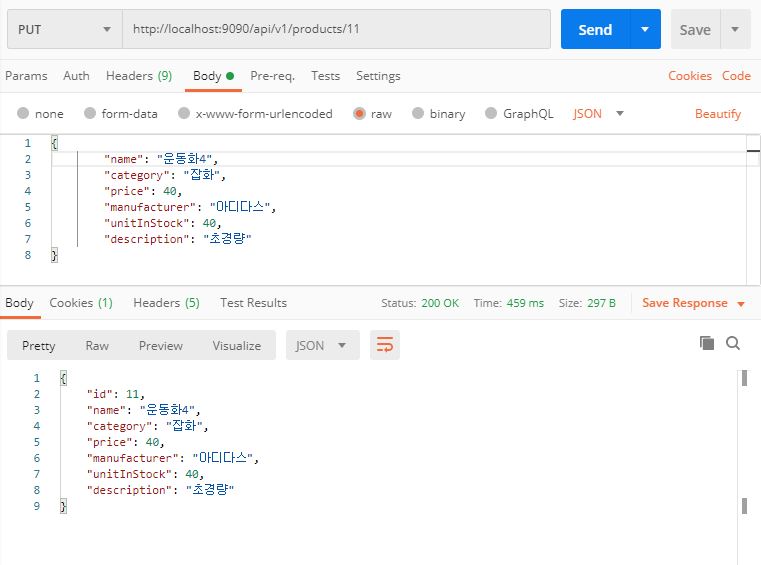 PUT http://localhost:9090/api/v1/products/11 Send Save
Params Auth Headers (9) Body Pre-req. Tests Settings Cookies Code
none form-data x-www-form-urlencoded raw binary GraphQL JSON Beautify
1 {
2 "name": "운동화4",
3 "category": "잡화",
4 "price": 40,
5 "manufacturer": "아디다스",
6 "unitInStock": 40,
7 "description": "초경량"
8 }
Body Cookies (1) Headers (5) Test Results Status: 200 OK Time: 459 ms Size: 297 B Save Response
Pretty Raw Preview Visualize JSON
1 {
2 "id": 11,
3 "name": "운동화4",
4 "category": "잡화",
5 "price": 40,
6 "manufacturer": "아디다스",
7 "unitInStock": 40,
8 "description": "초경량"
9 }